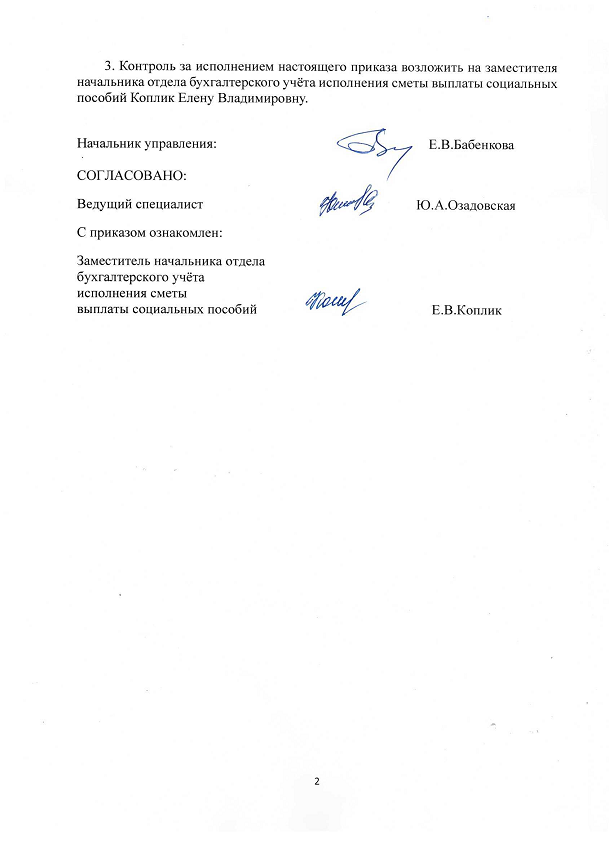 3. Контроль за исполнением настоящего приказа возложить на заместителя
начальника отдела бухгалтерского учёта исполнения сметы выплаты социальных
пособий Коплик Елену Владимировну.
Начальник управления: Е.В.Бабенкова
СОГЛАСОВАНО:
Ведущий специалист Ю.А.Озадовская
С приказом ознакомлен:
Заместитель начальника отдела
бухгалтерского учёта
исполнения сметы
выплаты социальных пособий Е.В.Коплик
2